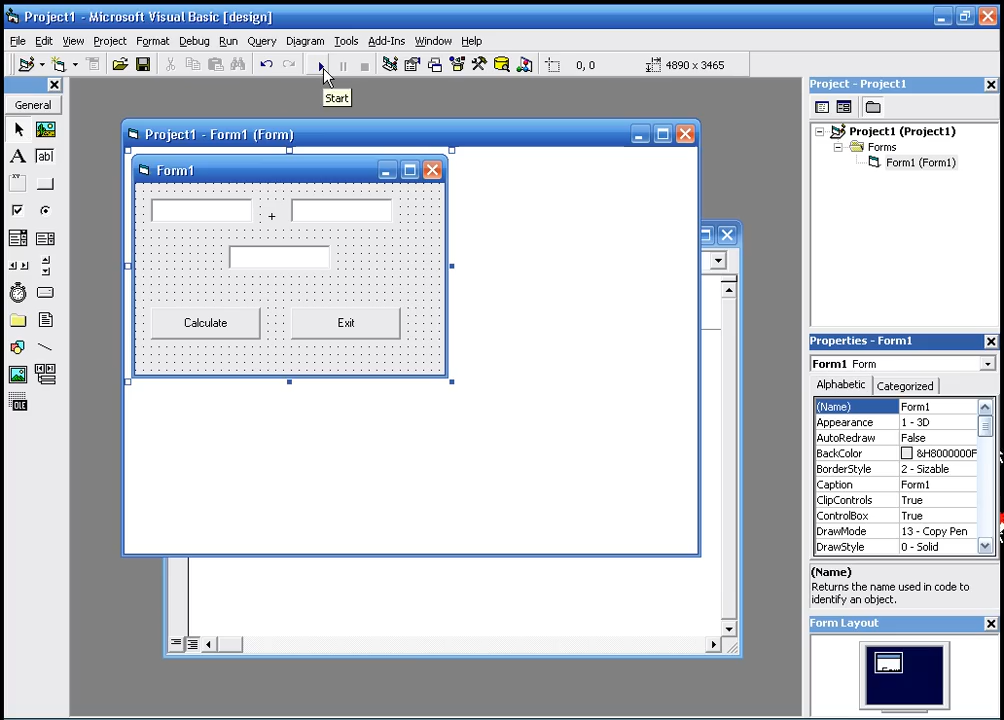 Project1 - Microsoft Visual Basic [design]
File Edit View Project Format Debug Run Query Diagram Tools Add-Ins Window Help
0, 0
4890 x 3465
Start
General
A
ab|
xv
OLE
Project1 - Form1 (Form)
Form1
+
Calculate
Exit
Project - Project1
Project1 (Project1)
Forms
Form1 (Form1)
Properties - Form1
Form1 Form
Alphabetic Categorized
(Name) Form1
Appearance 1 - 3D
AutoRedraw False
BackColor &H8000000F
BorderStyle 2 - Sizable
Caption Form1
ClipControls True
ControlBox True
DrawMode 13 - Copy Pen
DrawStyle 0 - Solid
(Name)
Returns the name used in code to
identify an object.
Form Layout